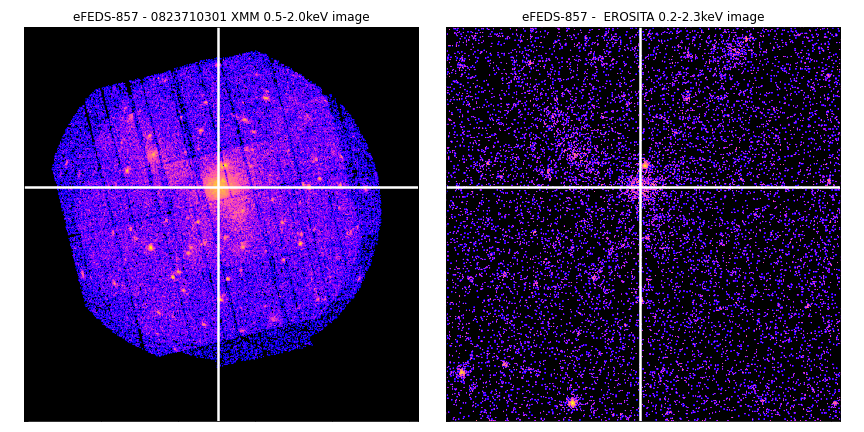 eFEDS-857 - 0823710301 XMM 0.5-2.0keV image
eFEDS-857 -  EROSITA 0.2-2.3keV image